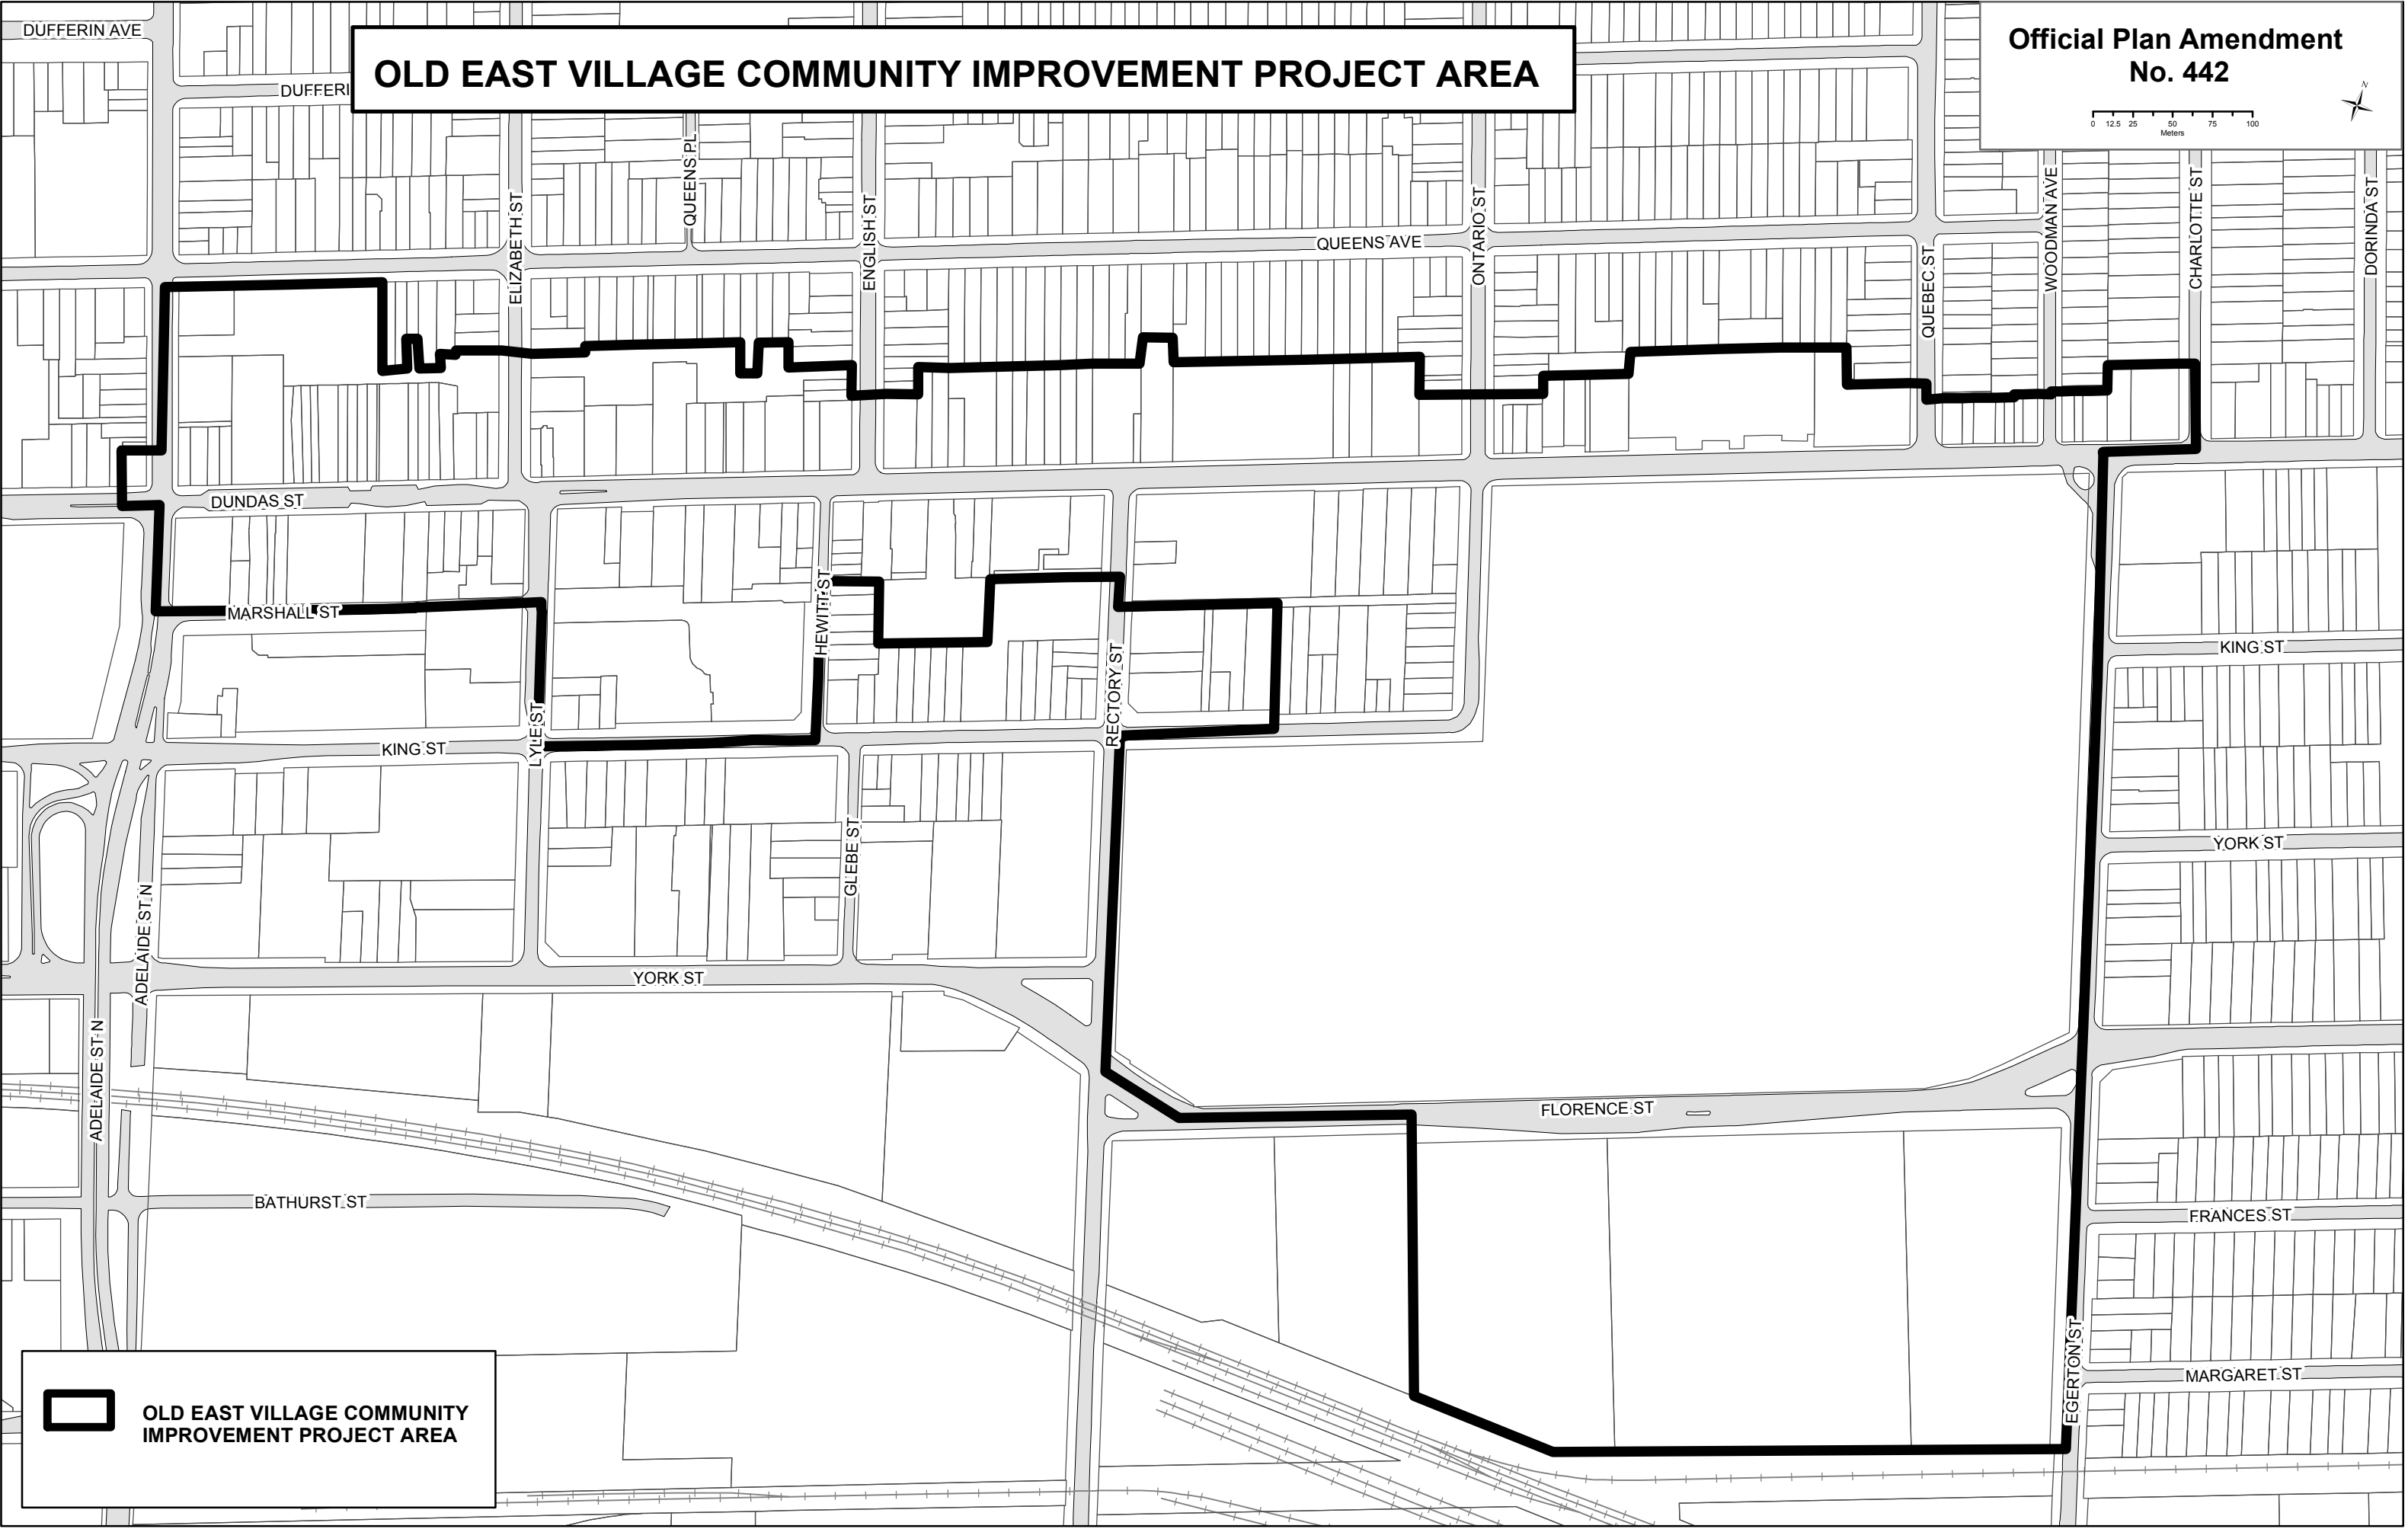 DUFFERIN AVE
OLD EAST VILLAGE COMMUNITY IMPROVEMENT PROJECT AREA
Official Plan Amendment
No. 442
N
0 12.5 25 50 75 100
Meters
DUFFERI
QUEENS PL
ELIZABETH ST
ENGLISH ST
ONTARIO ST
QUEENS AVE
QUEBEC ST
WOODMAN AVE
CHARLOTTE ST
DORINDA ST
DUNDAS ST
MARSHALL ST
HEWITT ST
RECTORY ST
KING ST
LYLE ST
KING ST
YORK ST
GLEBE ST
ADELAIDE ST N
YORK ST
ADELAIDE ST N
FLORENCE ST
BATHURST ST
FRANCES ST
EGERTON ST
MARGARET ST
OLD EAST VILLAGE COMMUNITY
IMPROVEMENT PROJECT AREA